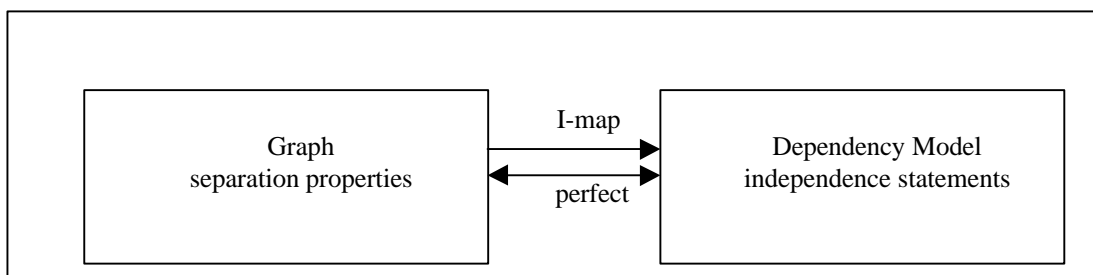 Graph
separation properties
I-map
perfect
Dependency Model
independence statements